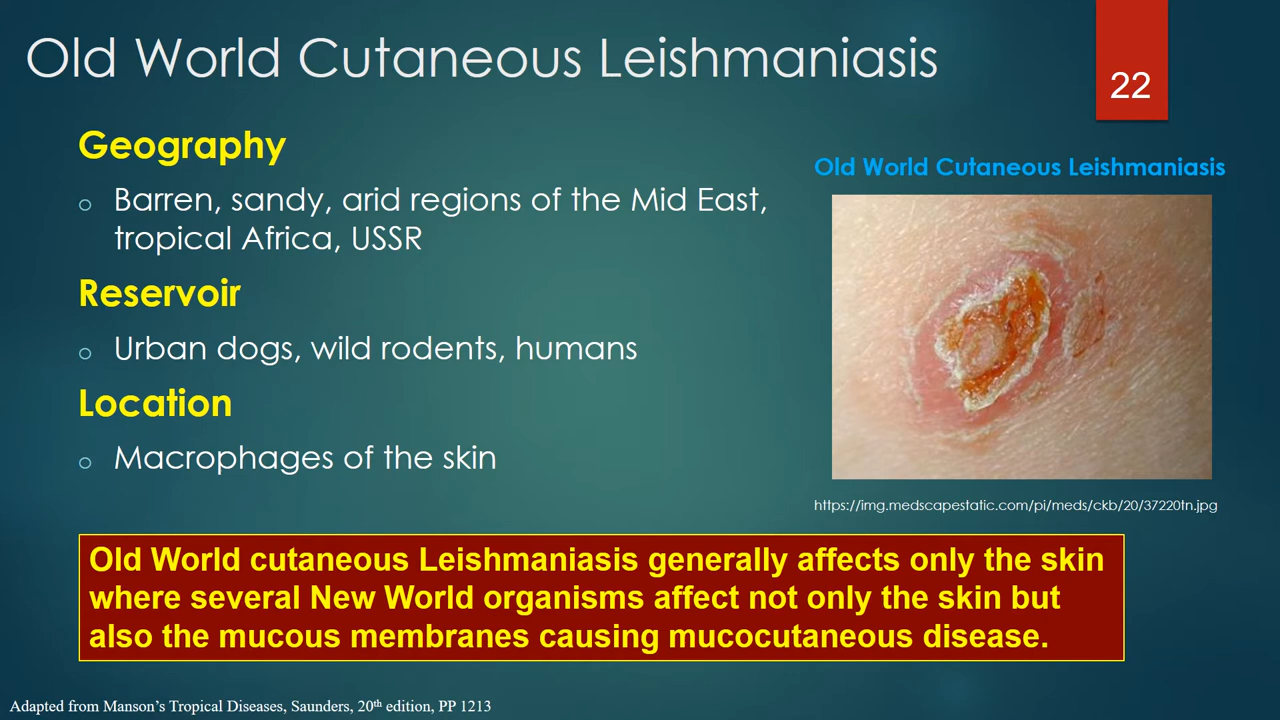 Old World Cutaneous Leishmaniasis
22
Geography
o Barren, sandy, arid regions of the Mid East,
tropical Africa, USSR
Reservoir
o Urban dogs, wild rodents, humans
Location
o Macrophages of the skin
Old World Cutaneous Leishmaniasis
https://img.medscapestatic.com/pi/meds/ckb/20/37220tn.jpg
Old World cutaneous Leishmaniasis generally affects only the skin
where several New World organisms affect not only the skin but
also the mucous membranes causing mucocutaneous disease.
Adapted from Manson's Tropical Diseases, Saunders, 20th edition, PP 1213